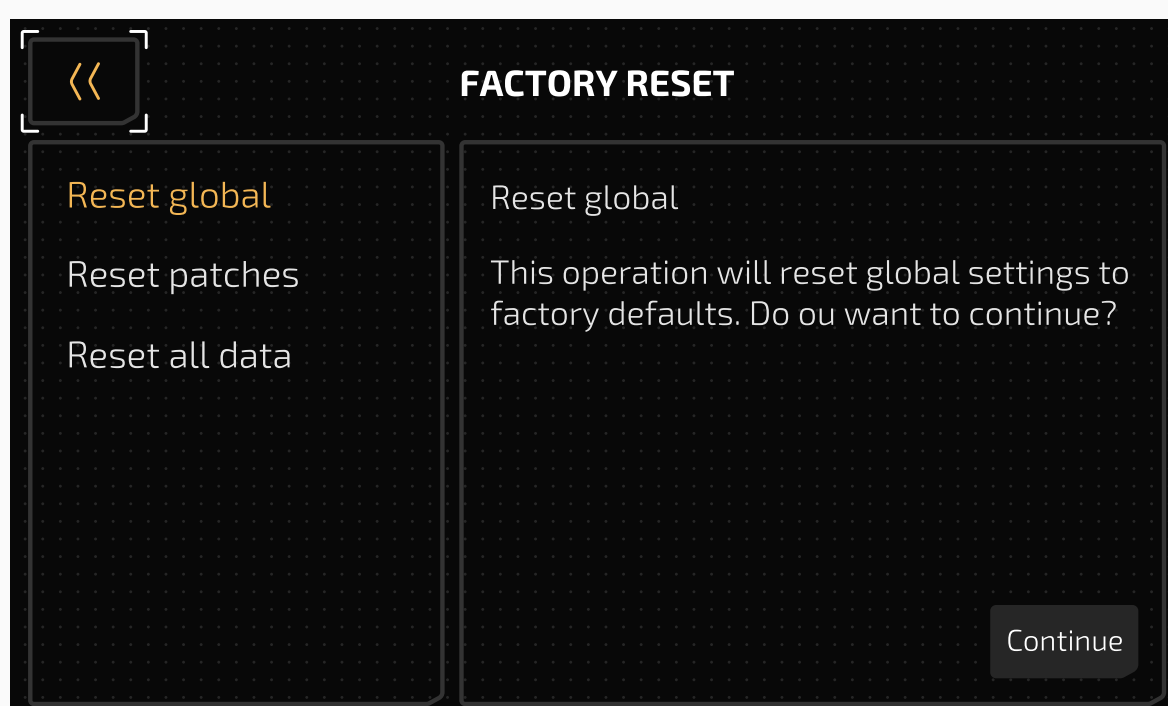 FACTORY RESET
Reset global
Reset patches
Reset all data
Reset global
This operation will reset global settings to
factory defaults. Do ou want to continue?
Continue